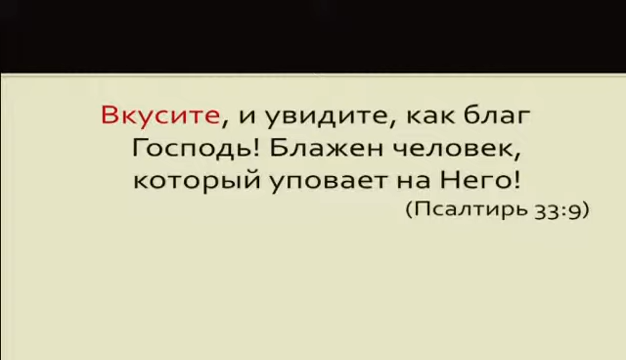 Вкусите, и увидите, как благ
Господь! Блажен человек,
который уповает на Него!
(Псалтирь 33:9)